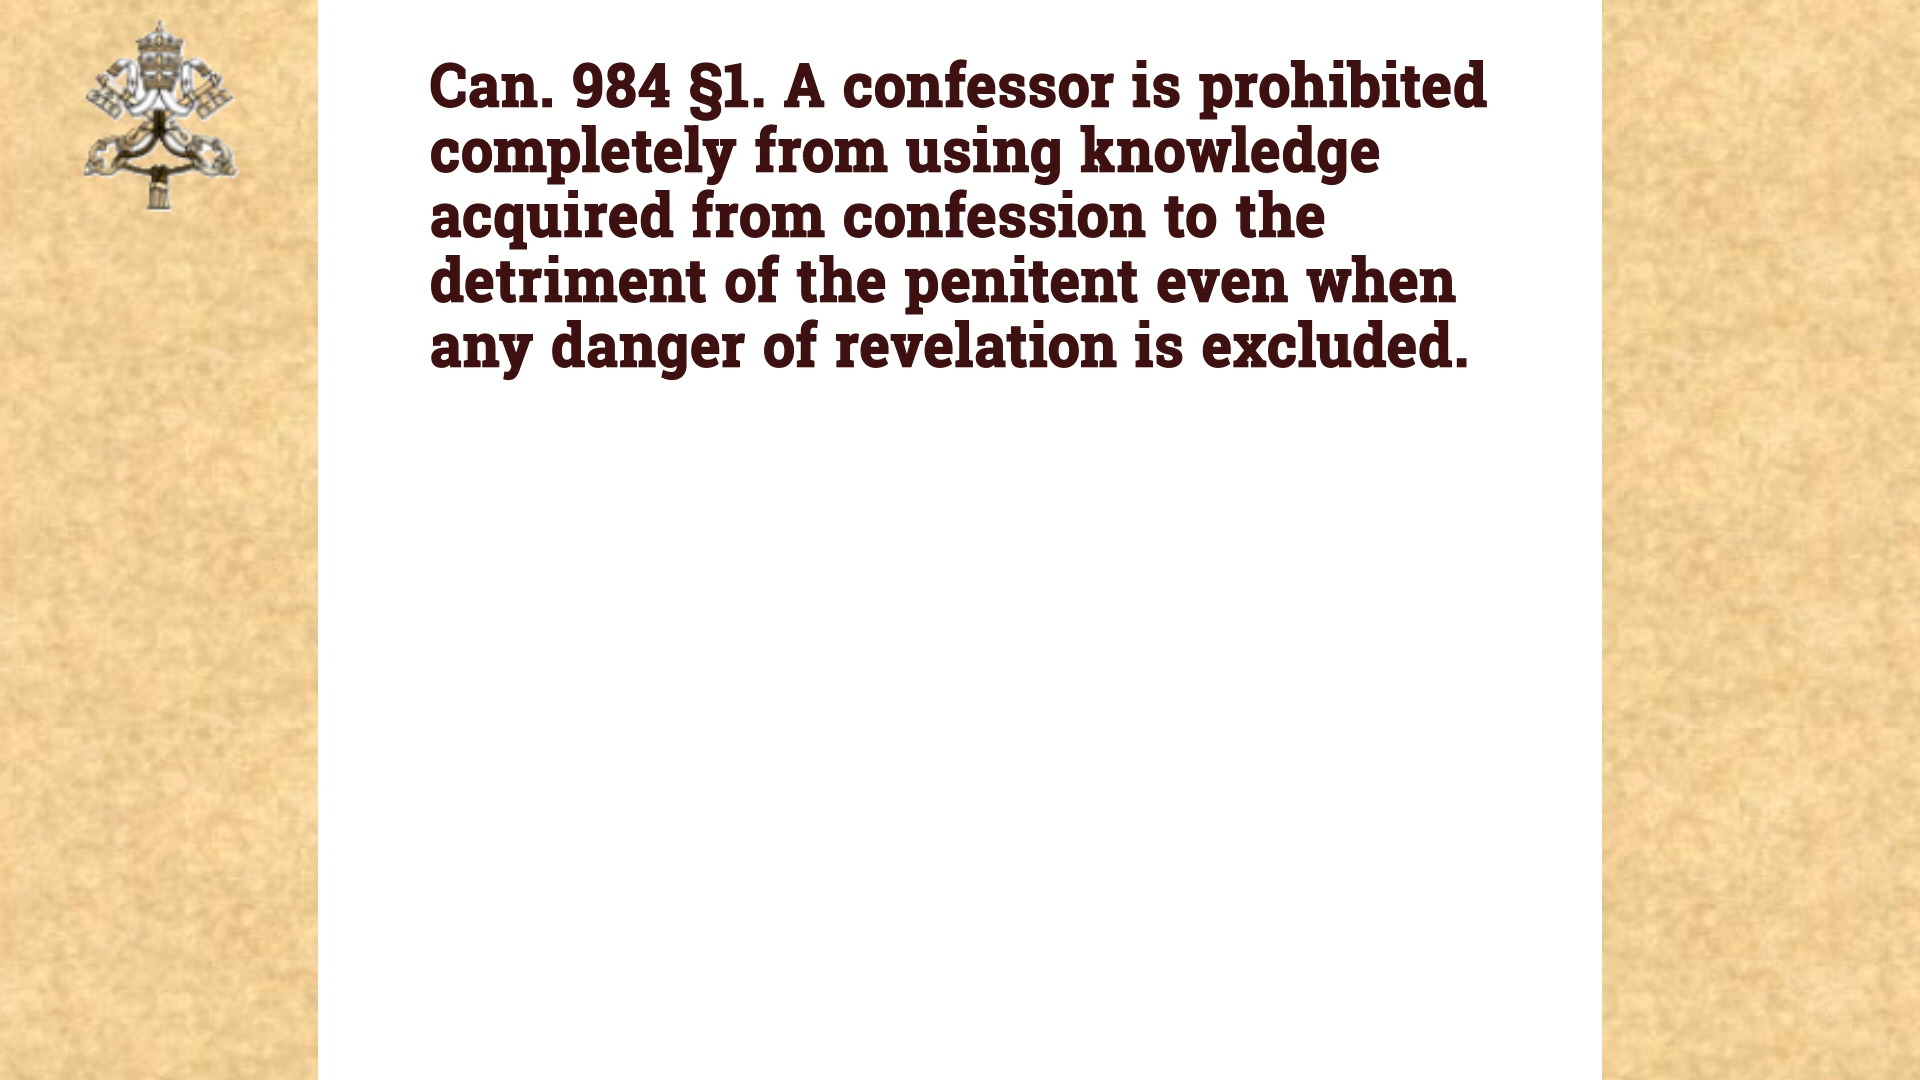 Can. 984 §1. A confessor is prohibited
completely from using knowledge
acquired from confession to the
detriment of the penitent even when
any danger of revelation is excluded.